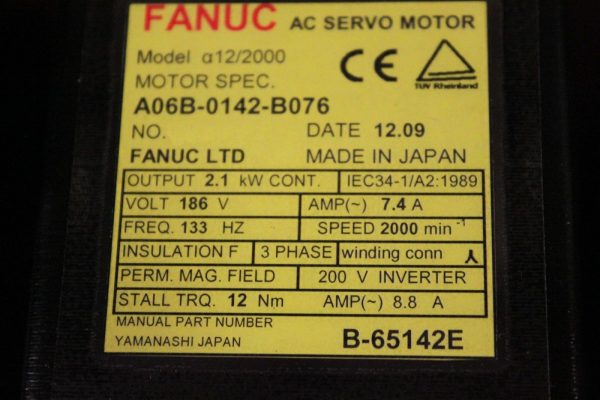 FANUC AC SERVO MOTOR
Model α12/2000
MOTOR SPEC.
TUV Rheinland
CE
A06B-0142-B076
NO. DATE 12.09
FANUC LTD MADE IN JAPAN
OUTPUT 2.1 kW CONT. IEC34-1/A2:1989
VOLT 186 V AMP(~) 7.4 A
FREQ. 133 HZ SPEED 2000 min⁻¹
INSULATION F 3 PHASE winding conn
PERM. MAG. FIELD 200 V INVERTER
STALL TRQ. 12 Nm AMP(~) 8.8 A
MANUAL PART NUMBER
YAMANASHI JAPAN B-65142E